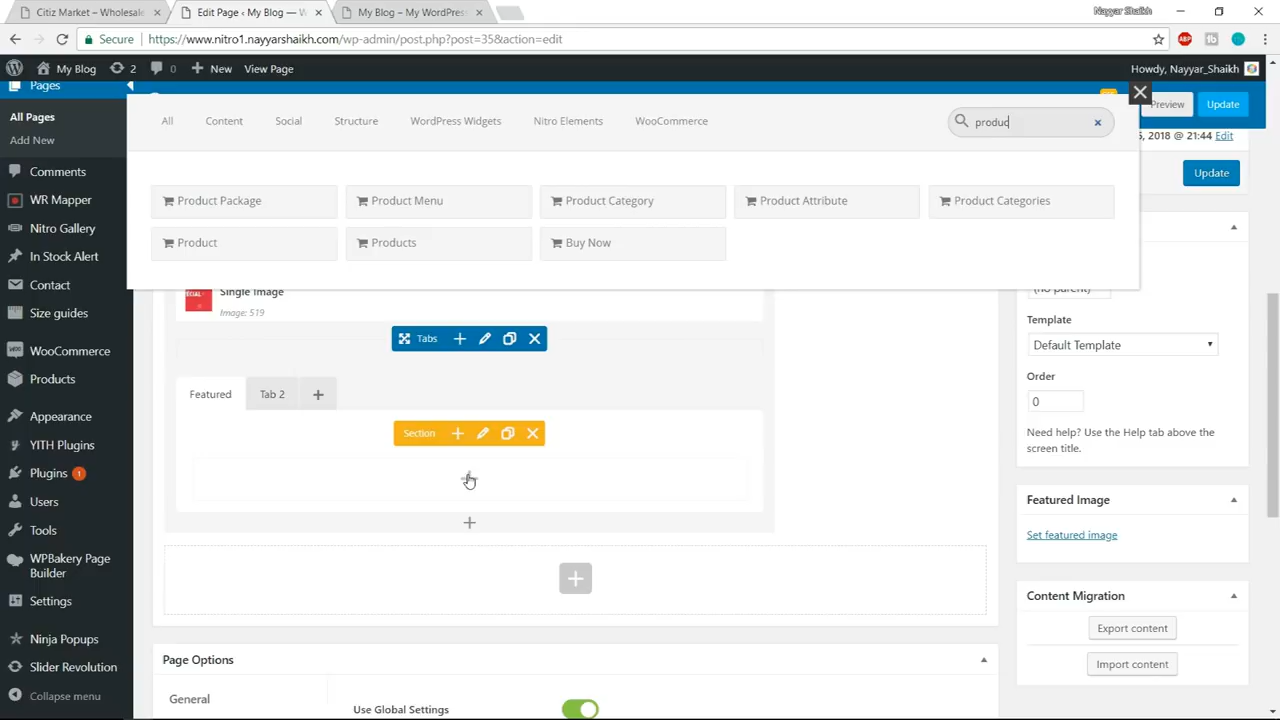 Citiz Market – Wholesale
Edit Page ‹ My Blog — W
My Blog – My WordPress
Nayyar Shaikh
Secure
https://www.nitro1.nayyarshaikh.com/wp-admin/post.php?post=35&action=edit
ABP
My Blog
2
0
New
View Page
Howdy, Nayyar_Shaikh
Pages
All Pages
Add New
Comments
WR Mapper
Nitro Gallery
In Stock Alert
Contact
Size guides
WooCommerce
Products
Appearance
YITH Plugins
Plugins 1
Users
Tools
WPBakery Page
Builder
Settings
Ninja Popups
Slider Revolution
Collapse menu
All
Content
Social
Structure
WordPress Widgets
Nitro Elements
WooCommerce
produc
Product Package
Product Menu
Product Category
Product Attribute
Product Categories
Product
Products
Buy Now
Single Image
Image: 519
Tabs
Featured
Tab 2
Section
Page Options
General
Use Global Settings
Preview
Update
, 2018 @ 21:44 Edit
Update
(no parent)
Template
Default Template
Order
0
Need help? Use the Help tab above the
screen title.
Featured Image
Set featured image
Content Migration
Export content
Import content